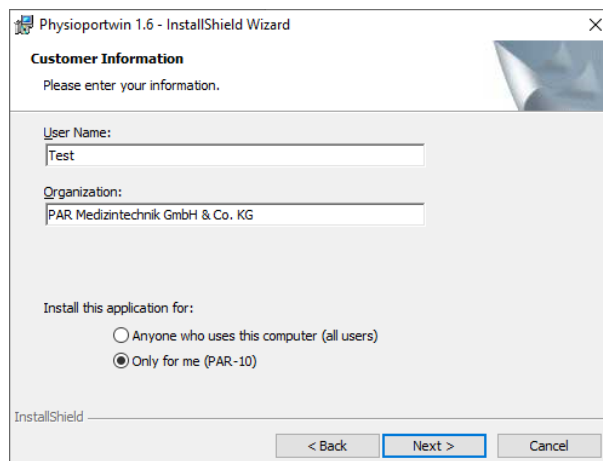 Physioportwin 1.6 - InstallShield Wizard
Customer Information
Please enter your information.
User Name:
Test
Organization:
PAR Medizintechnik GmbH & Co. KG
Install this application for:
Anyone who uses this computer (all users)
Only for me (PAR-10)
InstallShield
< Back Next > Cancel